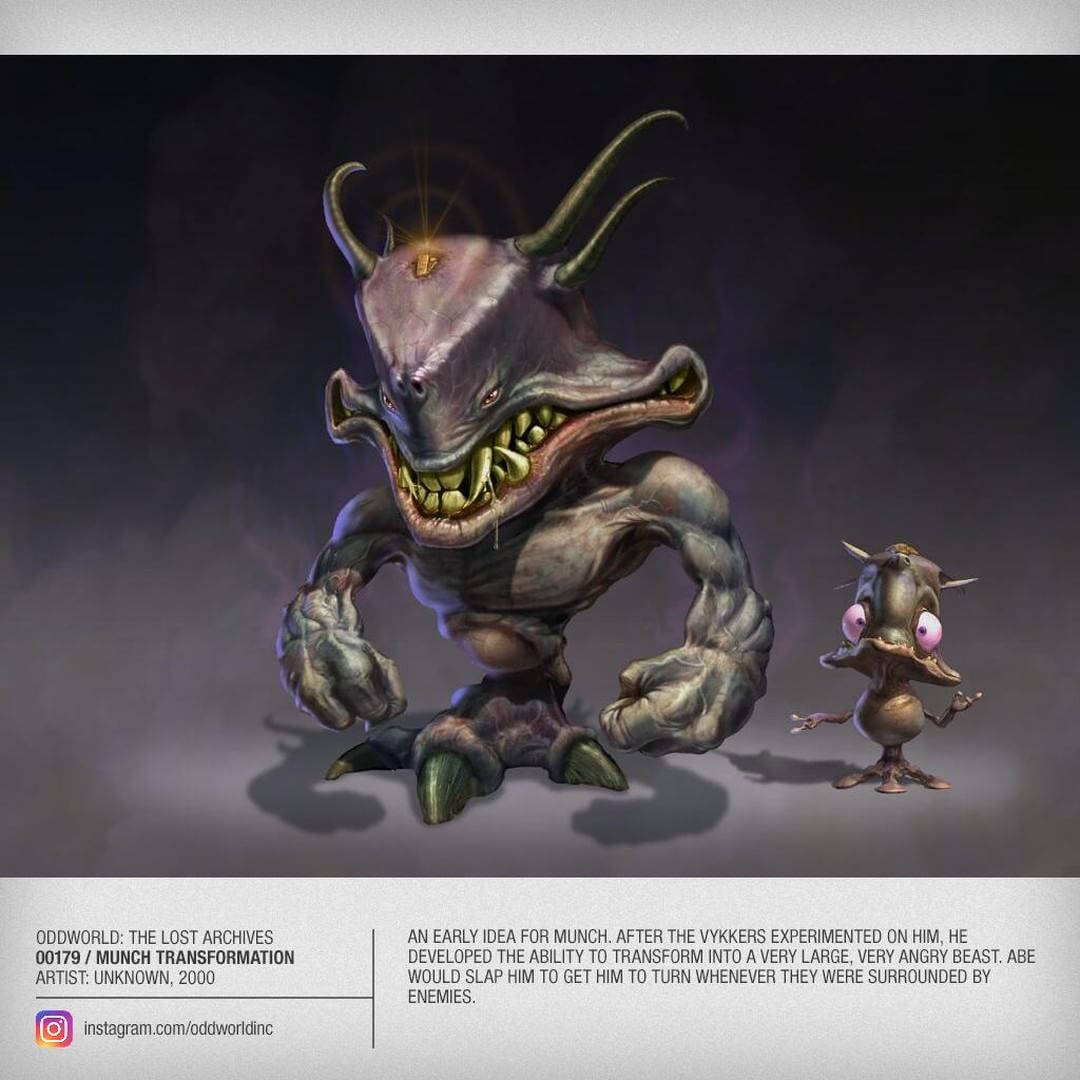 ODDWORLD: THE LOST ARCHIVES
00179 / MUNCH TRANSFORMATION
ARTIST: UNKNOWN, 2000
instagram.com/oddworldinc
AN EARLY IDEA FOR MUNCH. AFTER THE VYKKERS EXPERIMENTED ON HIM, HE
DEVELOPED THE ABILITY TO TRANSFORM INTO A VERY LARGE, VERY ANGRY BEAST. ABE
WOULD SLAP HIM TO GET HIM TO TURN WHENEVER THEY WERE SURROUNDED BY
ENEMIES.